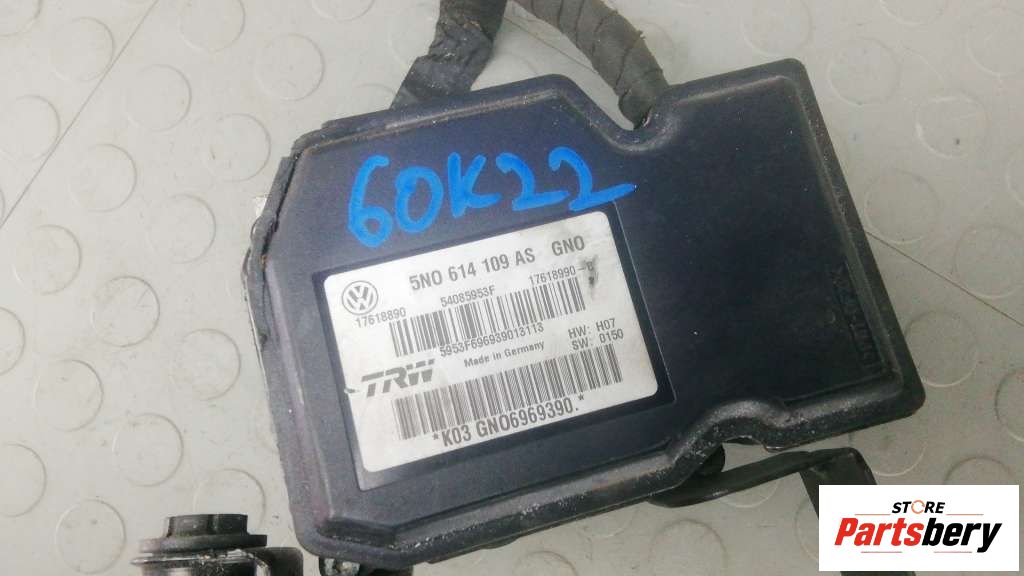 60K22
5N0 614 109 AS GNO
54085953F
17618890
17618990-
5953F696939013113
HW: H07
Made in Germany
SW: 0150
TRW
*K03 GNO6969390.*
STORE
Partsbery